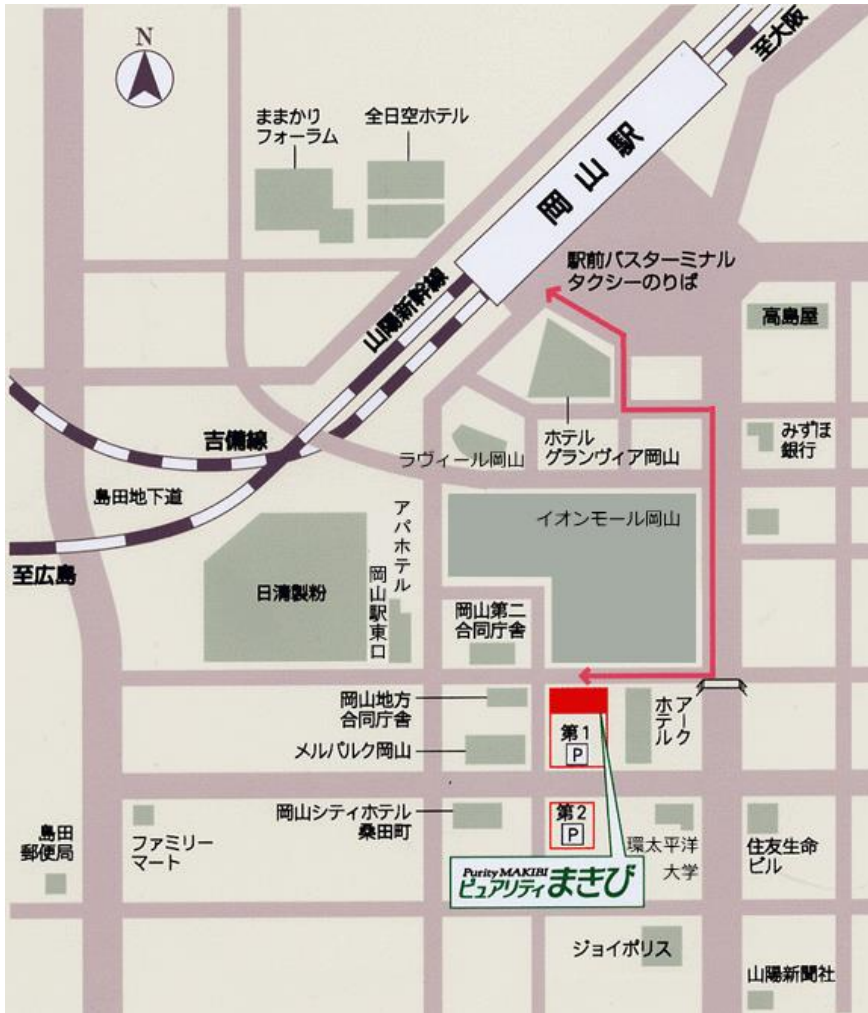 N
至大阪
ままかり
フォーラム
全日空ホテル
岡山駅
駅前バスターミナル
タクシーのりば
山陽新幹線
高島屋
吉備線
ホテル
グランヴィア岡山
みずほ
銀行
ラヴィール岡山
島田地下道
イオンモール岡山
至広島
アパホテル
岡山駅東口
日清製粉
岡山第二
合同庁舎
岡山地方
合同庁舎
アーク
ホテル
第1
P
メルパルク岡山
岡山シティホテル
桑田町
第2
P
島田
郵便局
ファミリー
マート
環太平洋
大学
住友生命
ビル
Purity MAKIBI
ピュアリティまきび
ジョイポリス
山陽新聞社